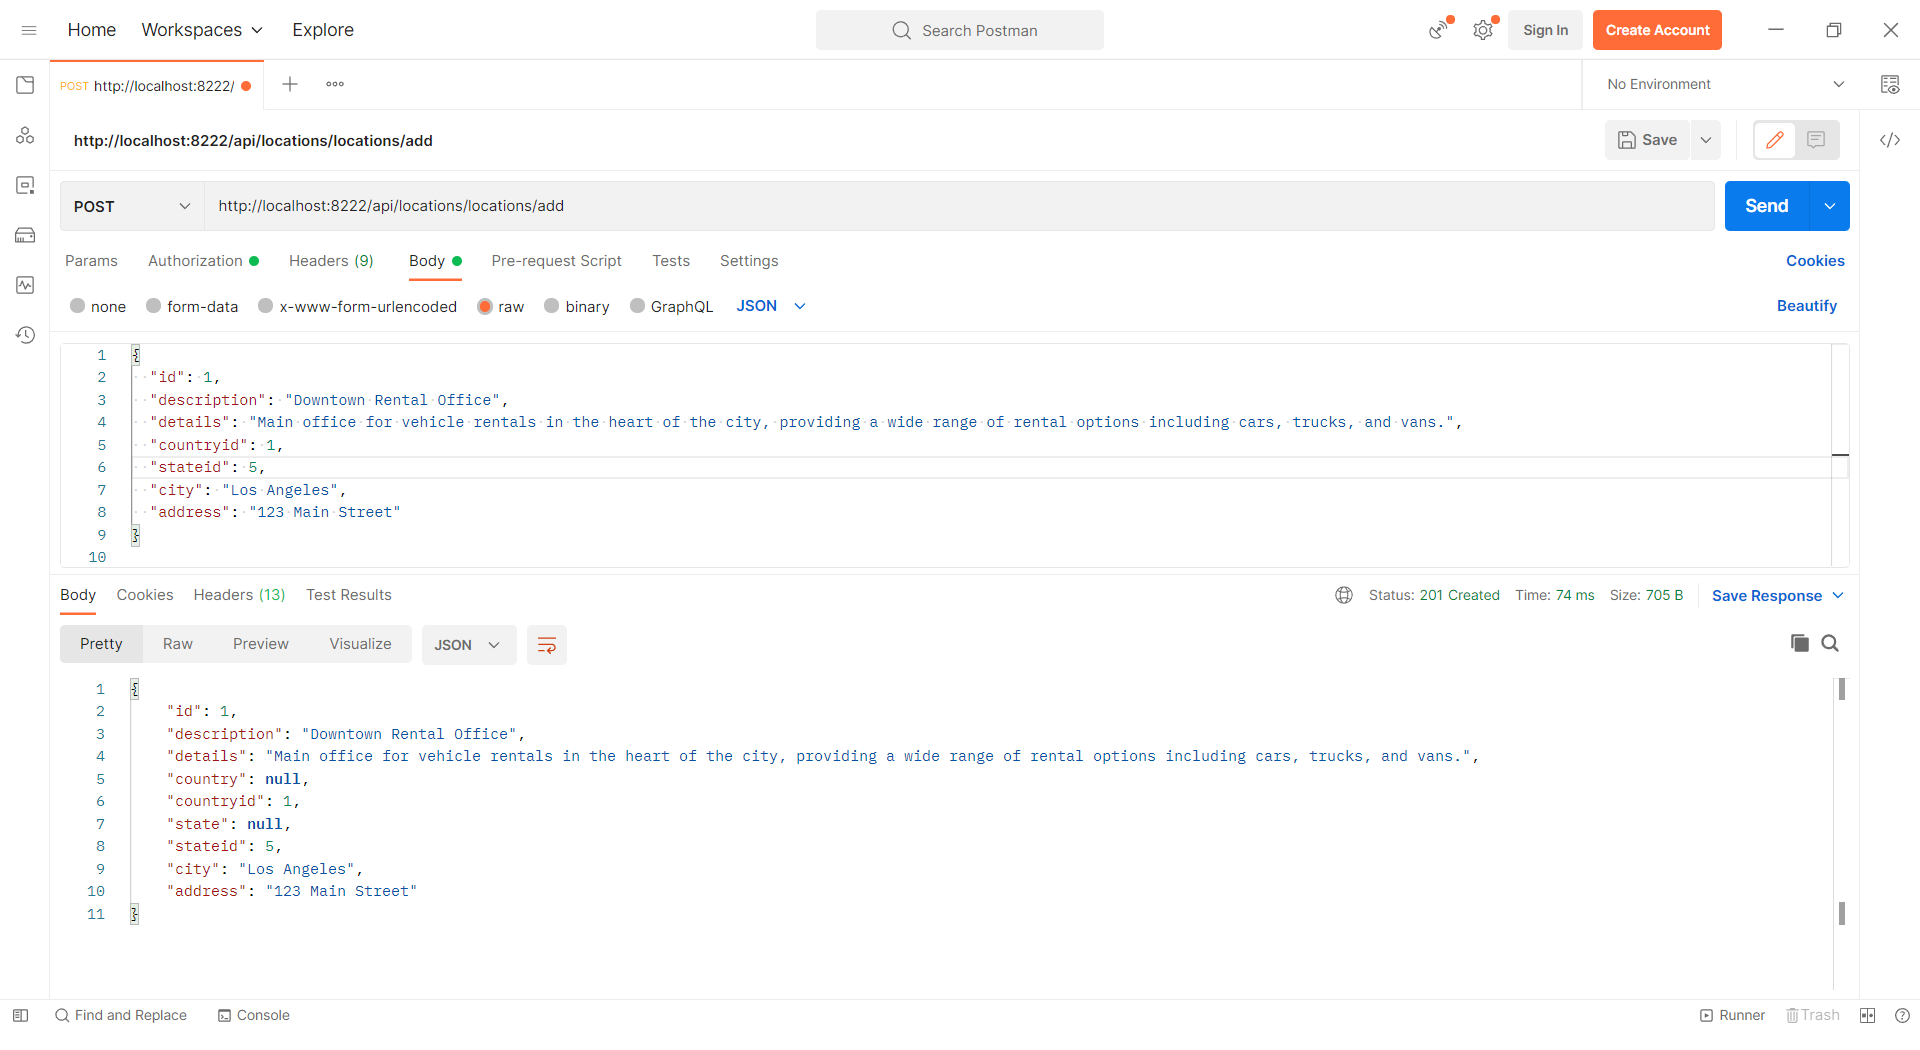 Home Workspaces Explore Search Postman Sign In Create Account
POST http://localhost:8222/ No Environment
http://localhost:8222/api/locations/locations/add Save
POST http://localhost:8222/api/locations/locations/add Send
Params Authorization Headers (9) Body Pre-request Script Tests Settings Cookies
none form-data x-www-form-urlencoded raw binary GraphQL JSON Beautify
1 {
2 "id": 1,
3 "description": "Downtown Rental Office",
4 "details": "Main office for vehicle rentals in the heart of the city, providing a wide range of rental options including cars, trucks, and vans.",
5 "countryid": 1,
6 "stateid": 5,
7 "city": "Los Angeles",
8 "address": "123 Main Street"
9 }
10
Body Cookies Headers (13) Test Results Status: 201 Created Time: 74 ms Size: 705 B Save Response
Pretty Raw Preview Visualize JSON
1 {
2 "id": 1,
3 "description": "Downtown Rental Office",
4 "details": "Main office for vehicle rentals in the heart of the city, providing a wide range of rental options including cars, trucks, and vans.",
5 "country": null,
6 "countryid": 1,
7 "state": null,
8 "stateid": 5,
9 "city": "Los Angeles",
10 "address": "123 Main Street"
11 }
Find and Replace Console Runner Trash